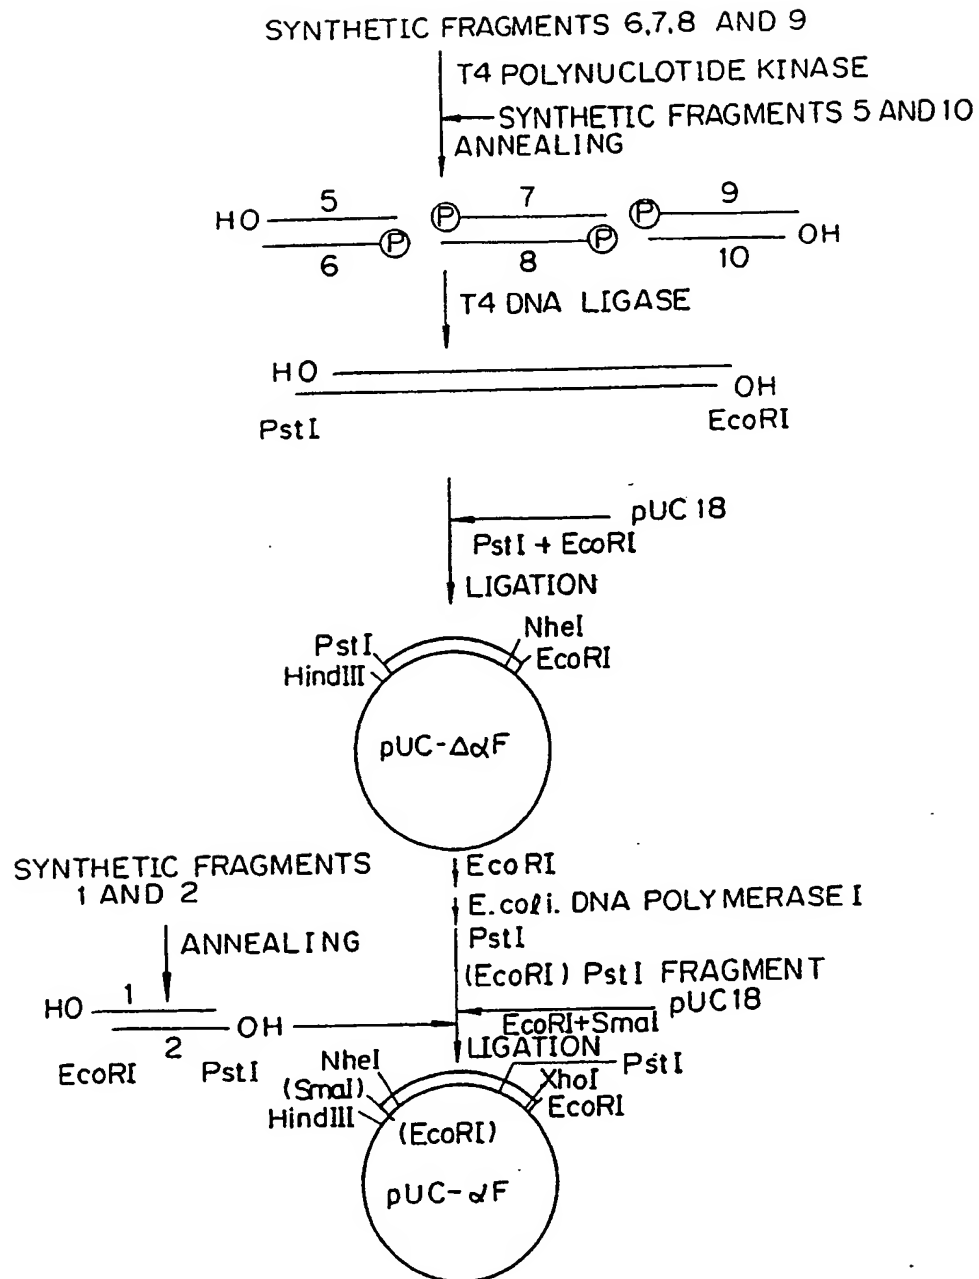 SYNTHETIC FRAGMENTS 6,7,8 AND 9
T4 POLYNUCLOTIDE KINASE
SYNTHETIC FRAGMENTS 5 AND 10
ANNEALING
5 7 9
HO P P
P P OH
6 8 10
T4 DNA LIGASE
HO
OH
PstI EcoRI
pUC 18
PstI + EcoRI
LIGATION
NheI
PstI EcoRI
HindIII
pUC-ΔαF
SYNTHETIC FRAGMENTS
1 AND 2
ANNEALING
HO 1
2 OH
EcoRI PstI
EcoRI
E.coli. DNA POLYMERASE I
PstI
(EcoRI) PstI FRAGMENT
pUC18
EcoRI+SmaI
LIGATION
NheI PstI
(SmaI) XhoI
HindIII EcoRI
(EcoRI)
pUC-αF